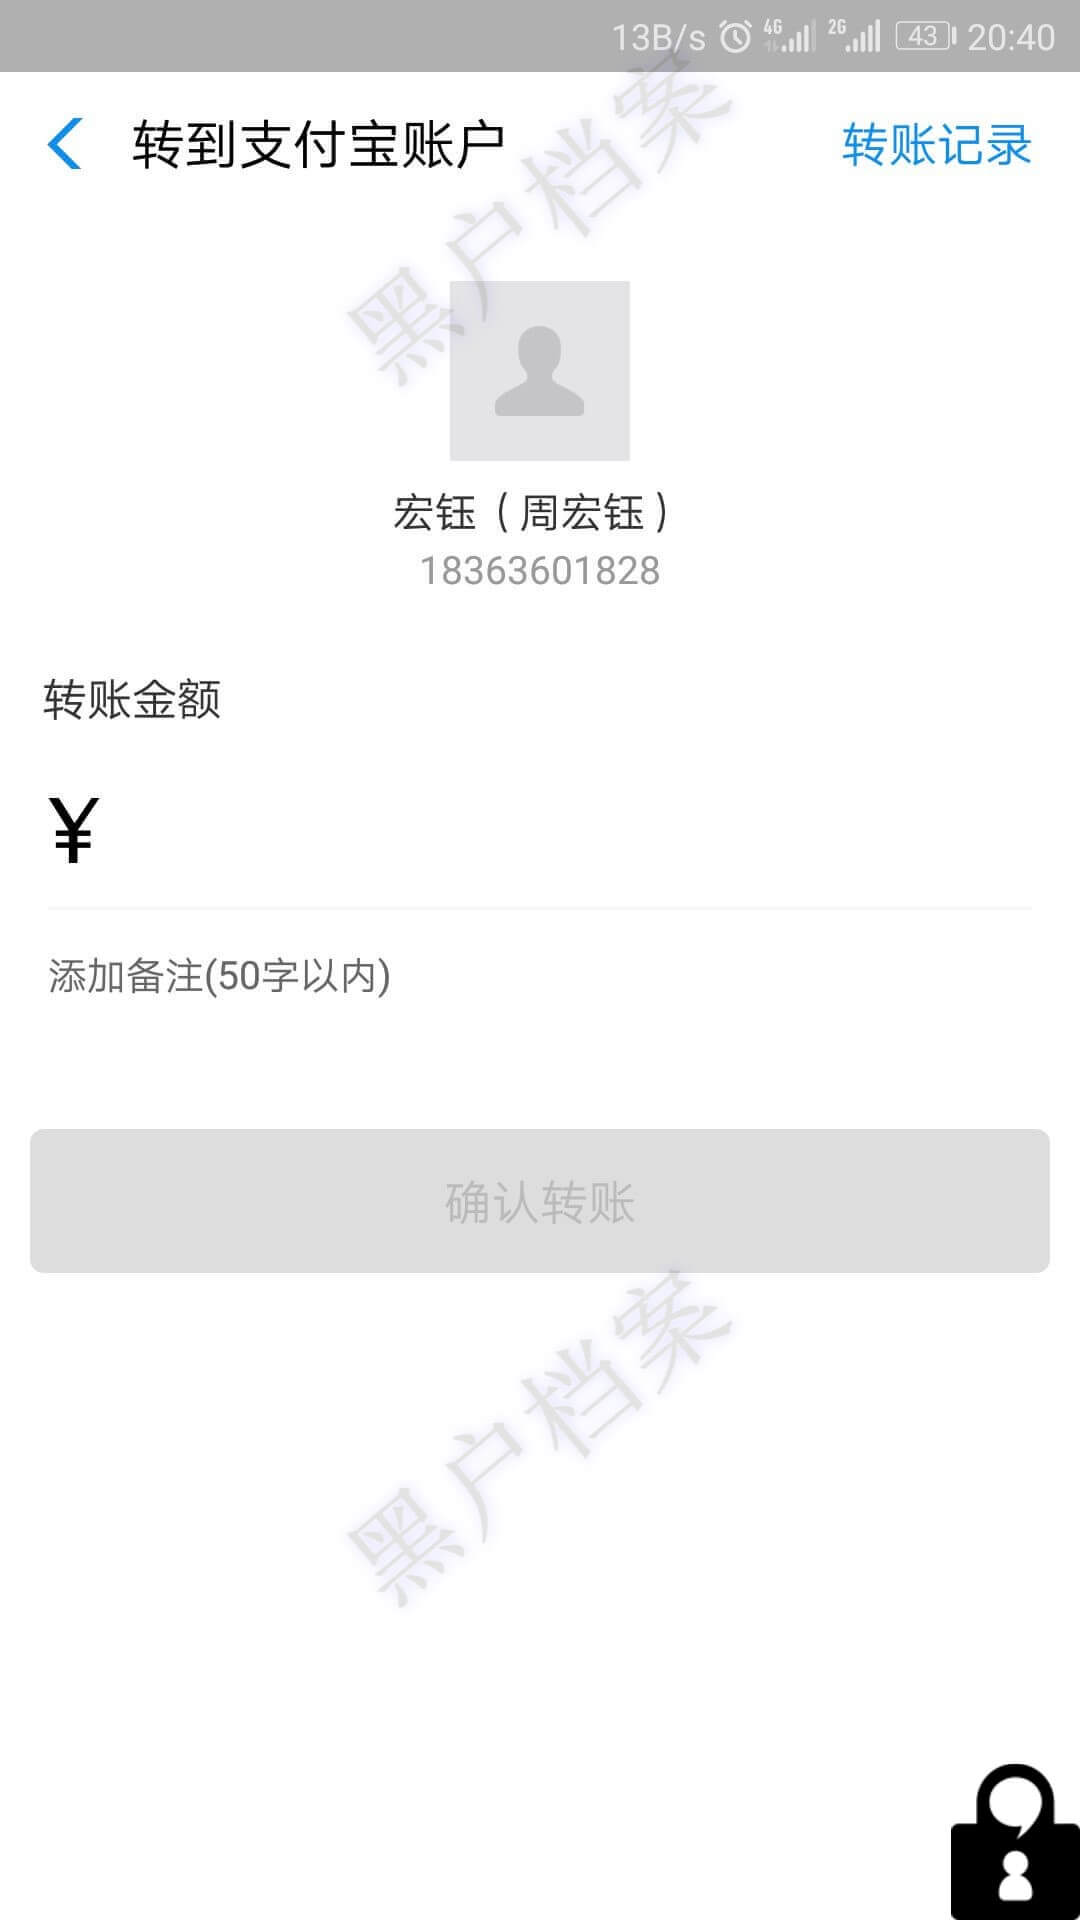 13B/s 4G 2G 43 20:40
转到支付宝账户 转账记录
黑户档案
宏钰（周宏钰）
18363601828
转账金额
¥
添加备注(50字以内)
确认转账
黑户档案